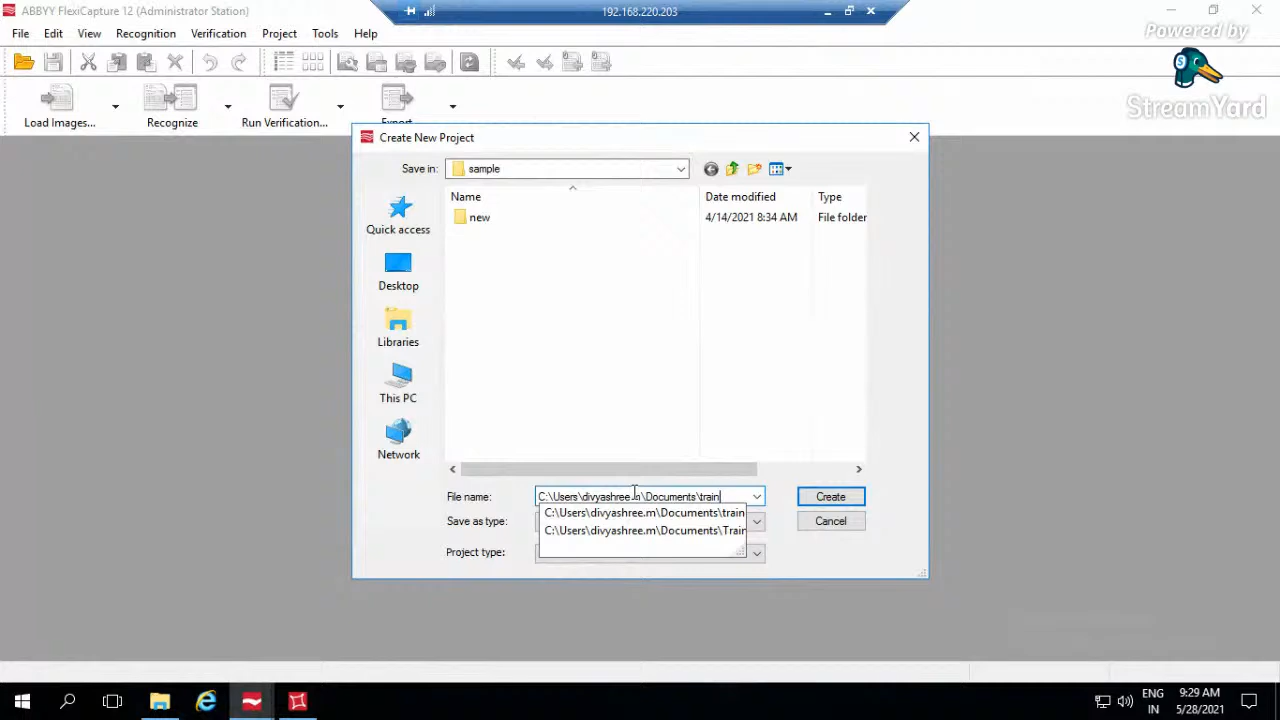 ABBYY FlexiCapture 12 (Administrator Station)
192.168.220.203
File Edit View Recognition Verification Project Tools Help
Powered by
StreamYard
Load Images... Recognize Run Verification... Export
Create New Project
Save in: sample
Name Date modified Type
new 4/14/2021 8:34 AM File folder
Quick access
Desktop
Libraries
This PC
Network
File name: C:\Users\divyashree.m\Documents\train Create
C:\Users\divyashree.m\Documents\train
Save as type: Cancel
C:\Users\divyashree.m\Documents\Train
Project type:
ENG 9:29 AM
IN 5/28/2021